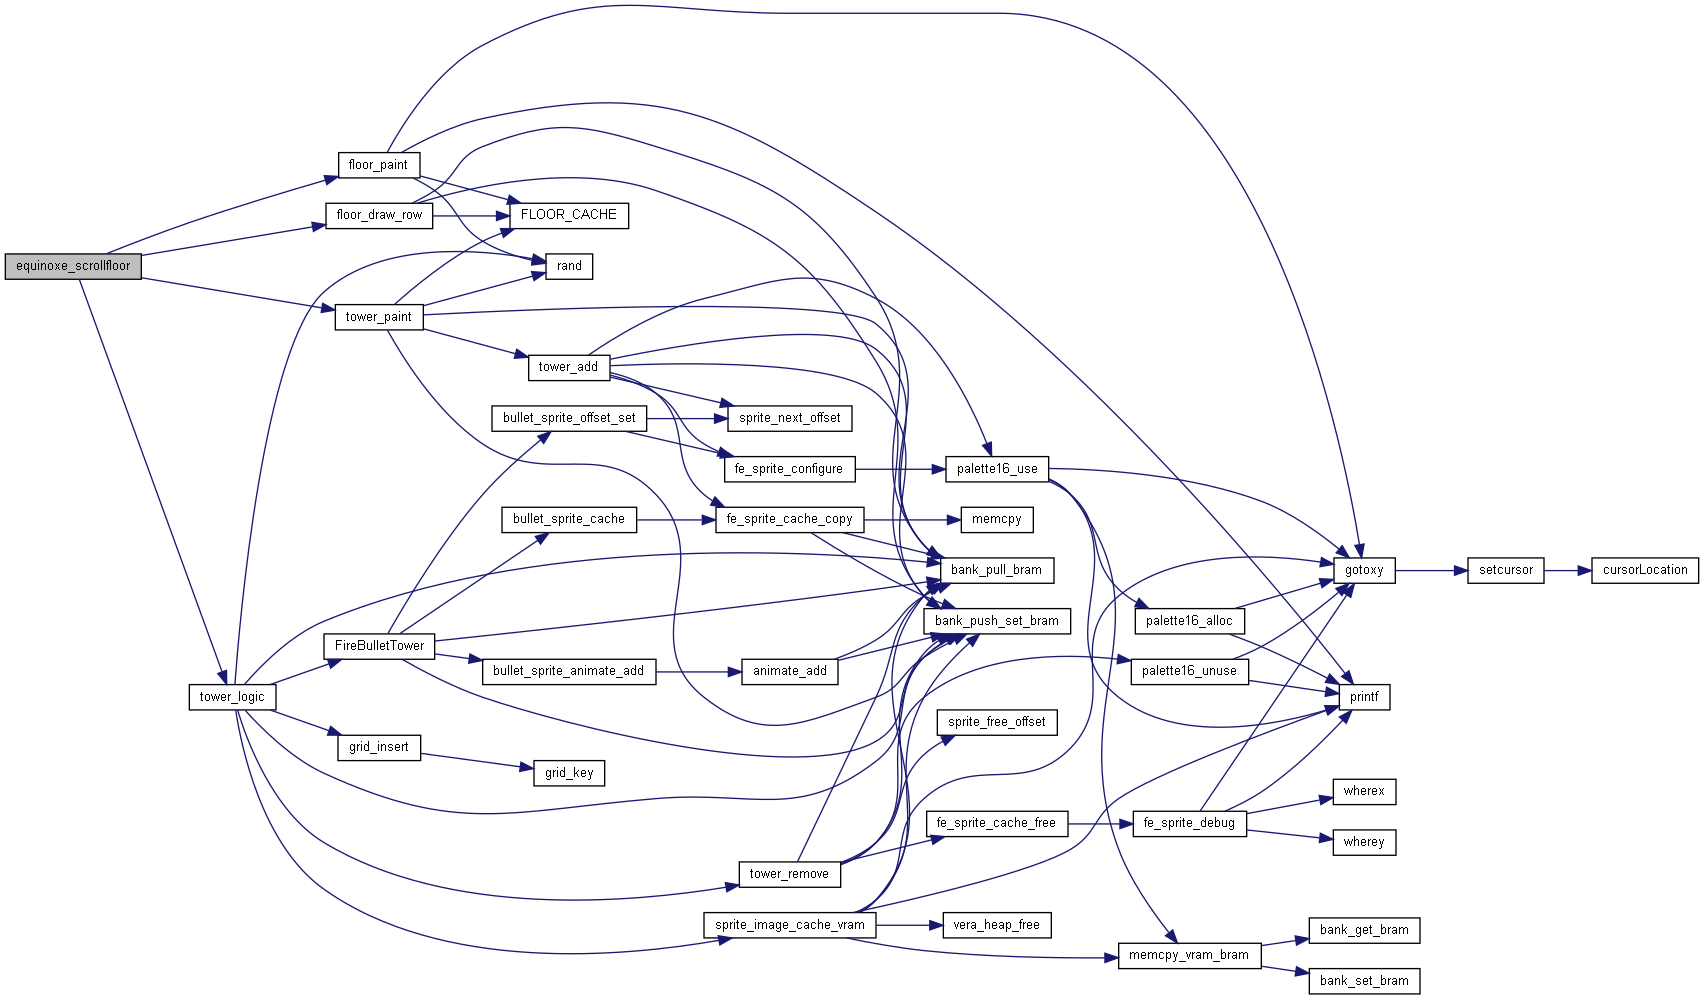 equinoxe_scrollfloor
floor_paint
floor_draw_row
tower_paint
tower_logic
FLOOR_CACHE
rand
tower_add
bullet_sprite_offset_set
bullet_sprite_cache
FireBulletTower
bullet_sprite_animate_add
grid_insert
grid_key
sprite_next_offset
fe_sprite_configure
fe_sprite_cache_copy
animate_add
tower_remove
sprite_image_cache_vram
palette16_use
memcpy
bank_pull_bram
bank_push_set_bram
sprite_free_offset
fe_sprite_cache_free
vera_heap_free
palette16_alloc
palette16_unuse
fe_sprite_debug
memcpy_vram_bram
gotoxy
printf
wherex
wherey
bank_get_bram
bank_set_bram
setcursor
cursorLocation